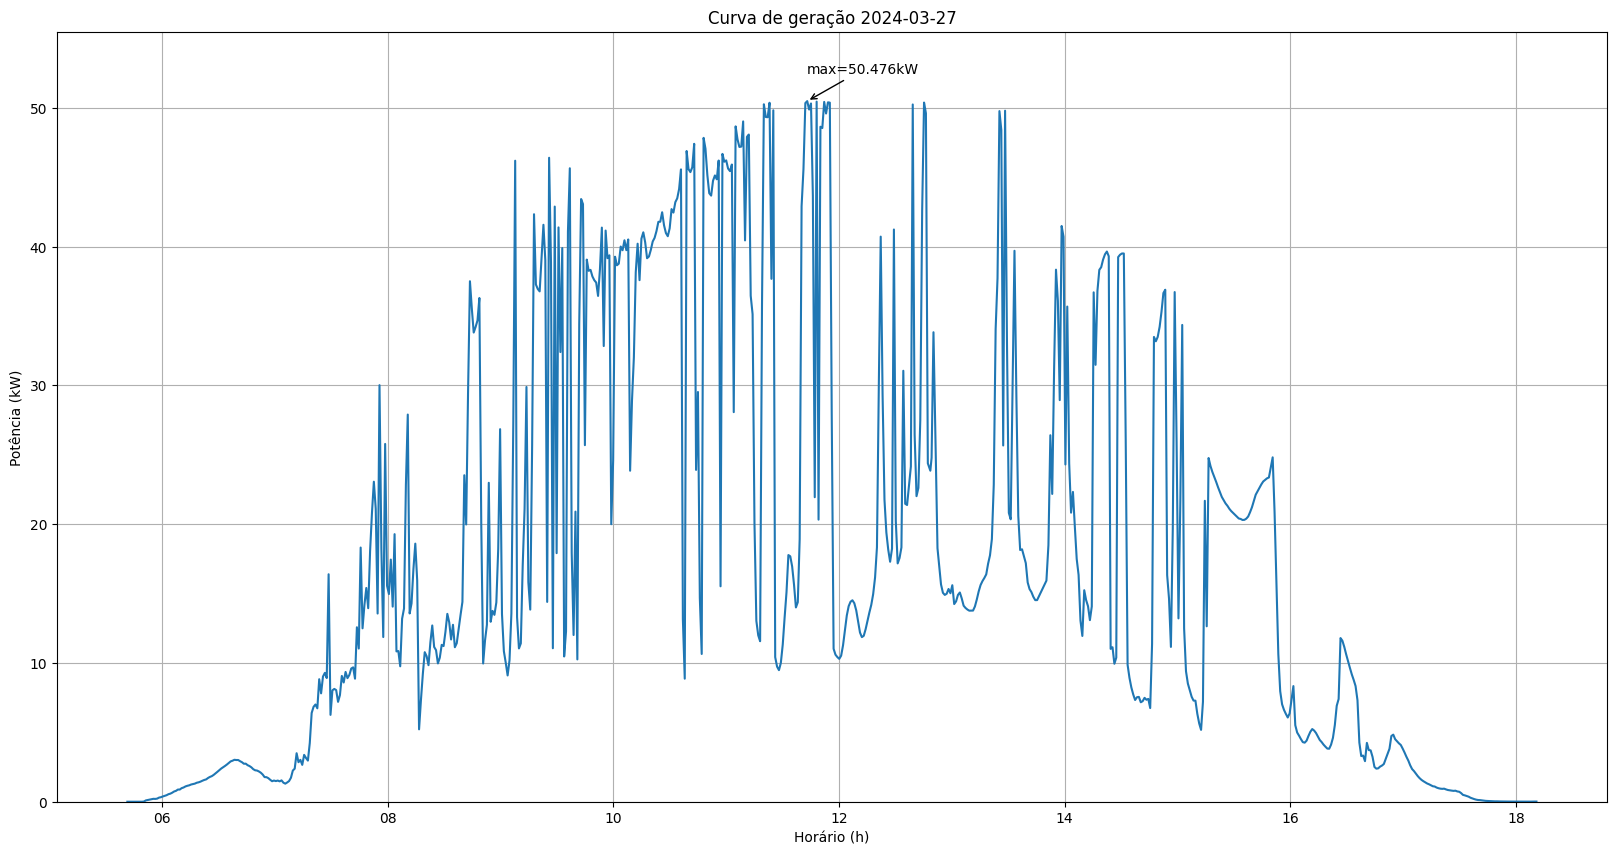 Curva de geração 2024-03-27
max=50.476kW
Potência (kW)
50
40
30
20
10
0
06 08 10 12 14 16 18
Horário (h)